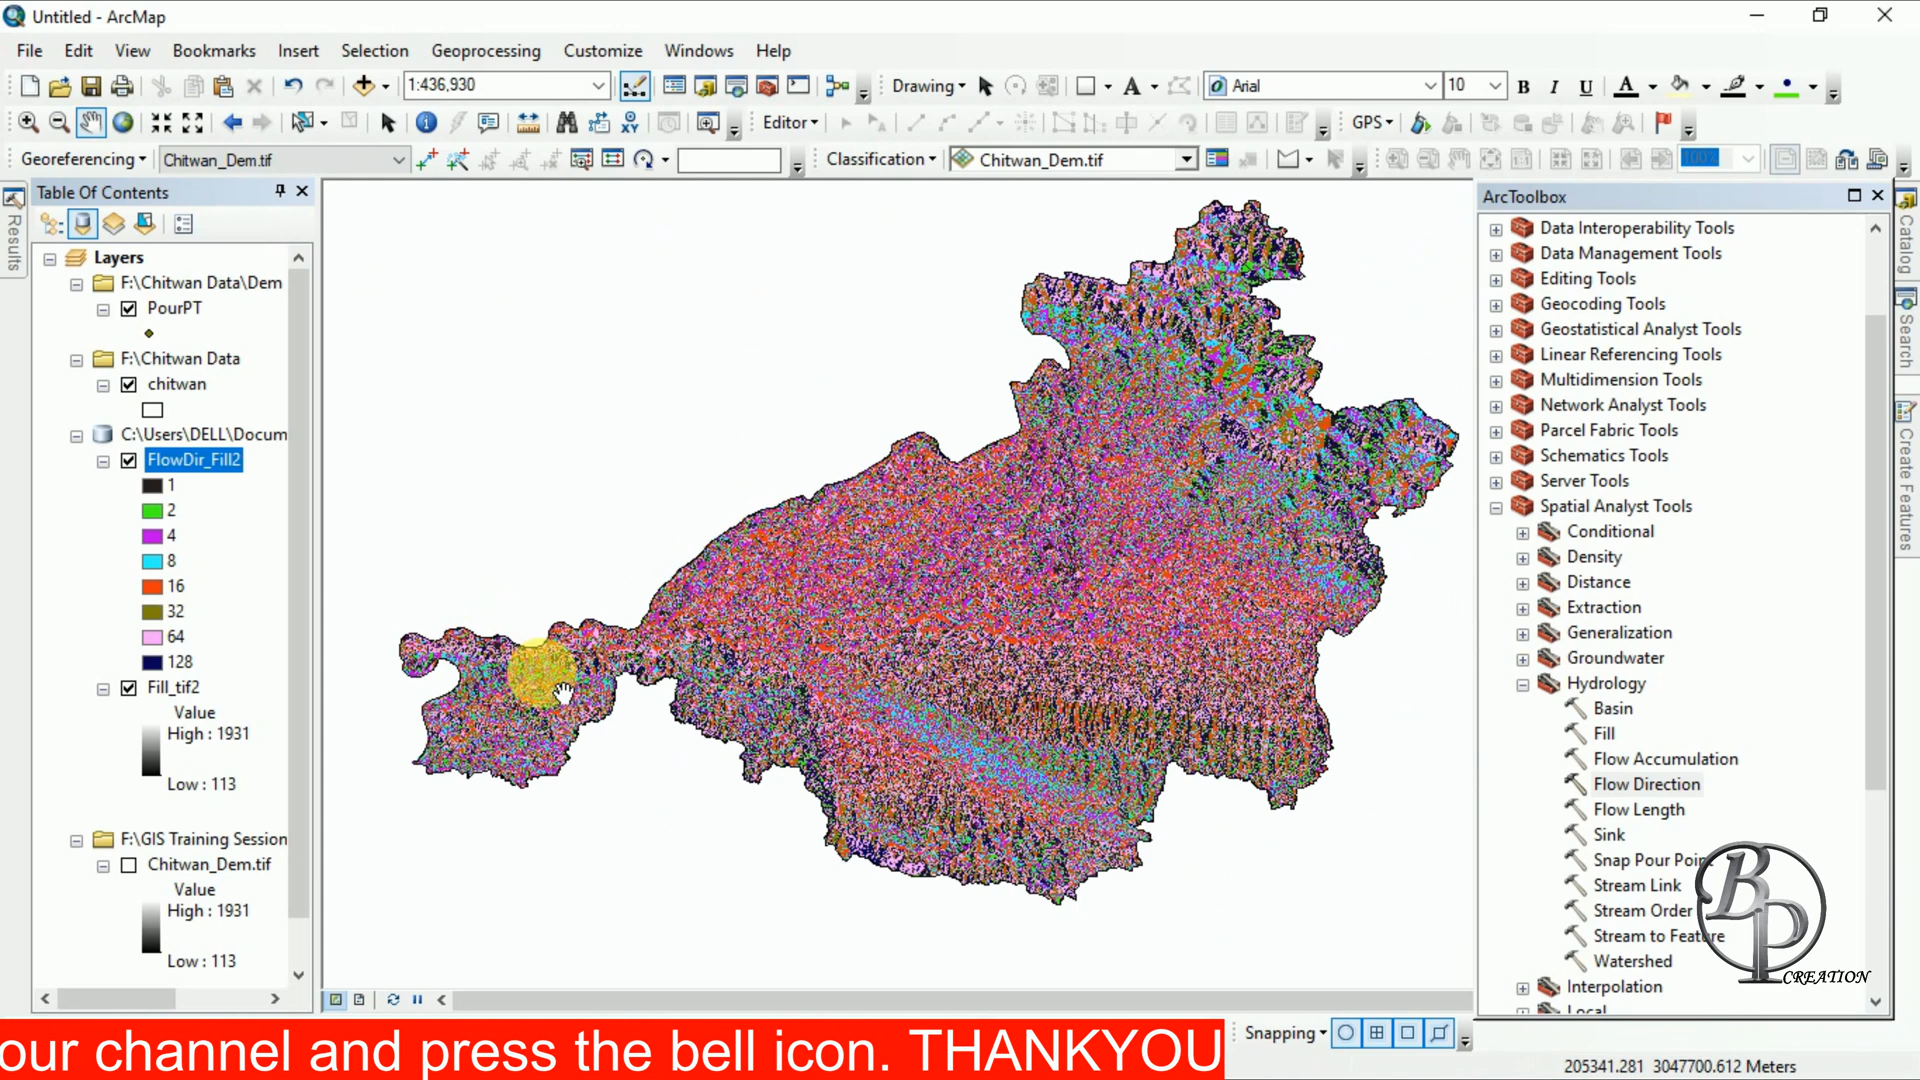 Untitled - ArcMap
File Edit View Bookmarks Insert Selection Geoprocessing Customize Windows Help
1:436,930 Drawing Arial 10 B I U A
Editor GPS
Georeferencing Chitwan_Dem.tif Classification Chitwan_Dem.tif 100%
Results
Table Of Contents
Layers
F:\Chitwan Data\Dem
PourPT
F:\Chitwan Data
chitwan
C:\Users\DELL\Docum
FlowDir_Fill2
1
2
4
8
16
32
64
128
Fill_tif2
Value
High : 1931
Low : 113
F:\GIS Training Session
Chitwan_Dem.tif
Value
High : 1931
Low : 113
ArcToolbox
Data Interoperability Tools
Data Management Tools
Editing Tools
Geocoding Tools
Geostatistical Analyst Tools
Linear Referencing Tools
Multidimension Tools
Network Analyst Tools
Parcel Fabric Tools
Schematics Tools
Server Tools
Spatial Analyst Tools
Conditional
Density
Distance
Extraction
Generalization
Groundwater
Hydrology
Basin
Fill
Flow Accumulation
Flow Direction
Flow Length
Sink
Snap Pour Poin
Stream Link
Stream Order
Stream to Feature
Watershed
Interpolation
Local
Catalog
Search
Create Features
BP CREATION
our channel and press the bell icon. THANKYOU
Snapping
205341.281 3047700.612 Meters